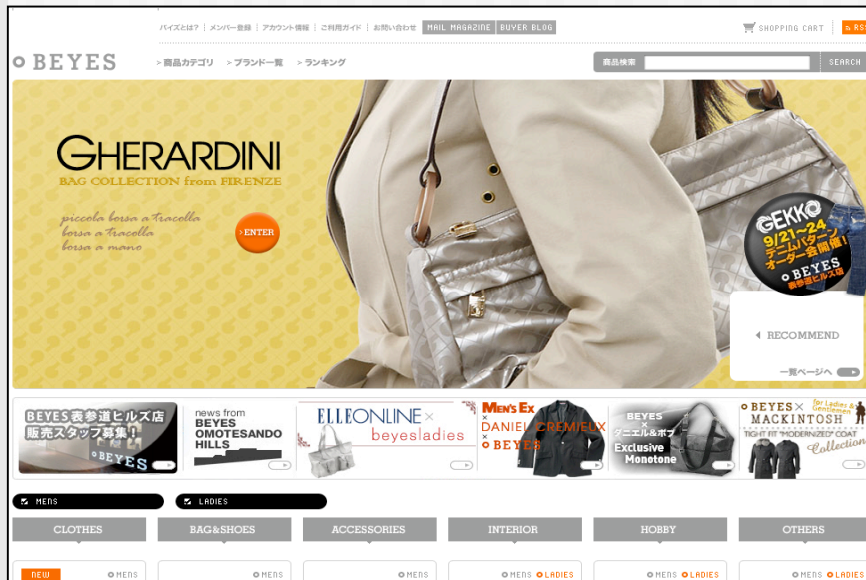 バイズとは?
メンバー登録
アカウント情報
ご利用ガイド
お問い合わせ
MAIL MAGAZINE
BUYER BLOG
SHOPPING CART
RS
BEYES
> 商品カテゴリ
> ブランド一覧
> ランキング
商品検索
SEARCH
GHERARDINI
BAG COLLECTION from FIRENZE
piccola borsa a tracolla
borsa a tracolla
borsa a mano
> ENTER
GEKKO
9/21~24
デニムパターン
オーダー会開催!
BEYES
表参道ヒルズ店
RECOMMEND
一覧ページへ
BEYES表参道ヒルズ店
販売スタッフ募集!
BEYES
news from
BEYES
OMOTESANDO
HILLS
ELLEONLINE×
beyesladies
MEN'S EX
×
DANIEL CREMIEUX
×
BEYES
BEYES
×
ダニエル&ボブ
Exclusive
Monotone
BEYES×
for Ladies &
Gentlemen
MACKINTOSH
TIGHT FIT "MODERNIZED" COAT
Collection
MENS
LADIES
CLOTHES
BAG&SHOES
ACCESSORIES
INTERIOR
HOBBY
OTHERS
NEW
MENS
MENS
MENS
MENS LADIES
MENS LADIES
MENS LADIES